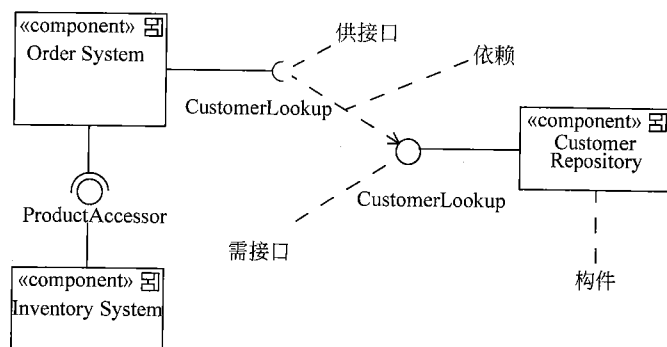 «component»
Order System
供接口
依赖
CustomerLookup
«component»
Customer
Repository
CustomerLookup
ProductAccessor
需接口
构件
«component»
Inventory System